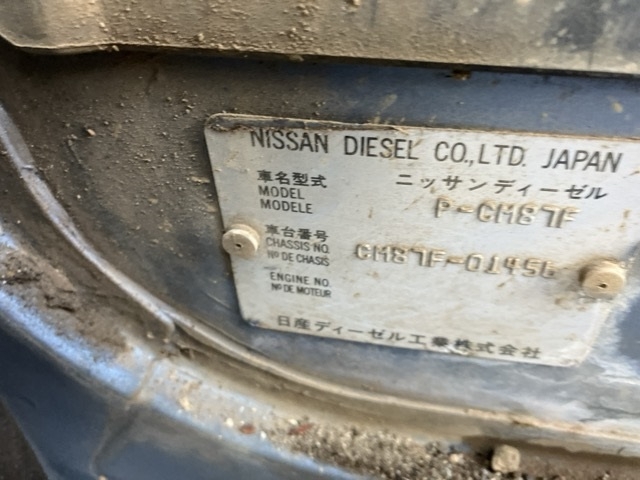 NISSAN DIESEL CO.,LTD. JAPAN
車名型式 ニッサンディーゼル
MODEL
MODELE P-CM87F
車台番号
CHASSIS NO. CM87F-01956
Nº DE CHASIS
ENGINE NO.
Nº DE MOTEUR
日産ディーゼル工業株式会社